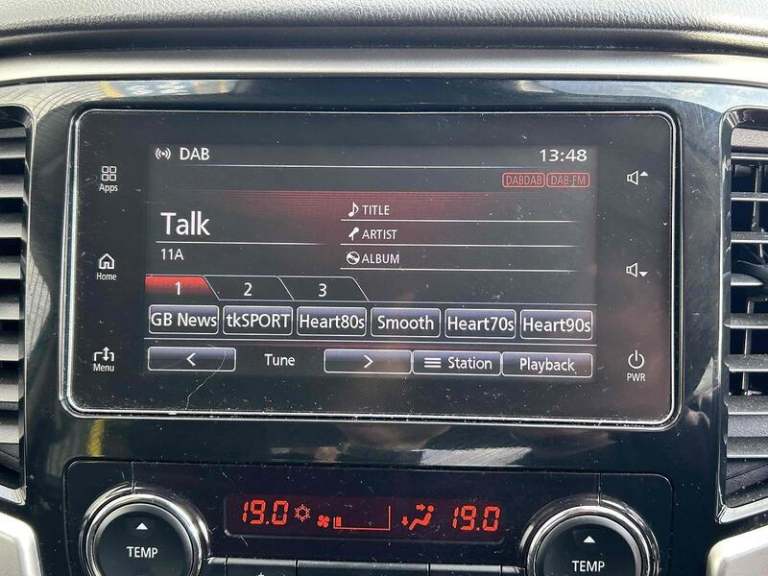 DAB 13:48
DABDAB DAB-FM
Apps
Talk
TITLE
ARTIST
11A
ALBUM
Home
1 2 3
GB News tkSPORT Heart80s Smooth Heart70s Heart90s
Menu
< Tune > Station Playback
PWR
19.0 19.0
TEMP
TEMP